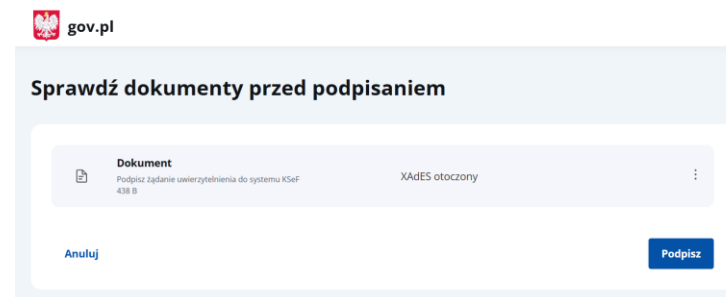 gov.pl
Sprawdź dokumenty przed podpisaniem
Dokument
Podpisz żądanie uwierzytelnienia do systemu KSeF
438 B
XAdES otoczony
Anuluj
Podpisz